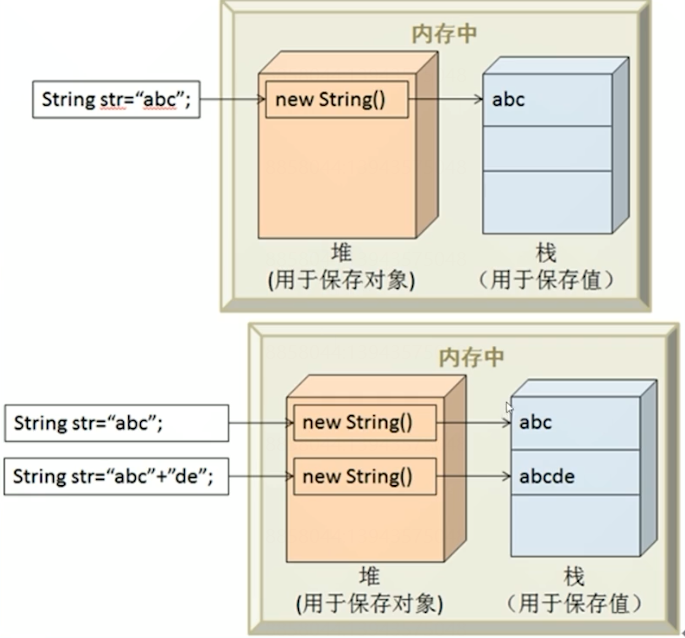 内存中
String str=“abc”;
new String()
abc
堆
(用于保存对象)
栈
（用于保存值）
内存中
String str=“abc”;
new String()
abc
String str=“abc”+”de”;
new String()
abcde
堆
(用于保存对象)
栈
（用于保存值）